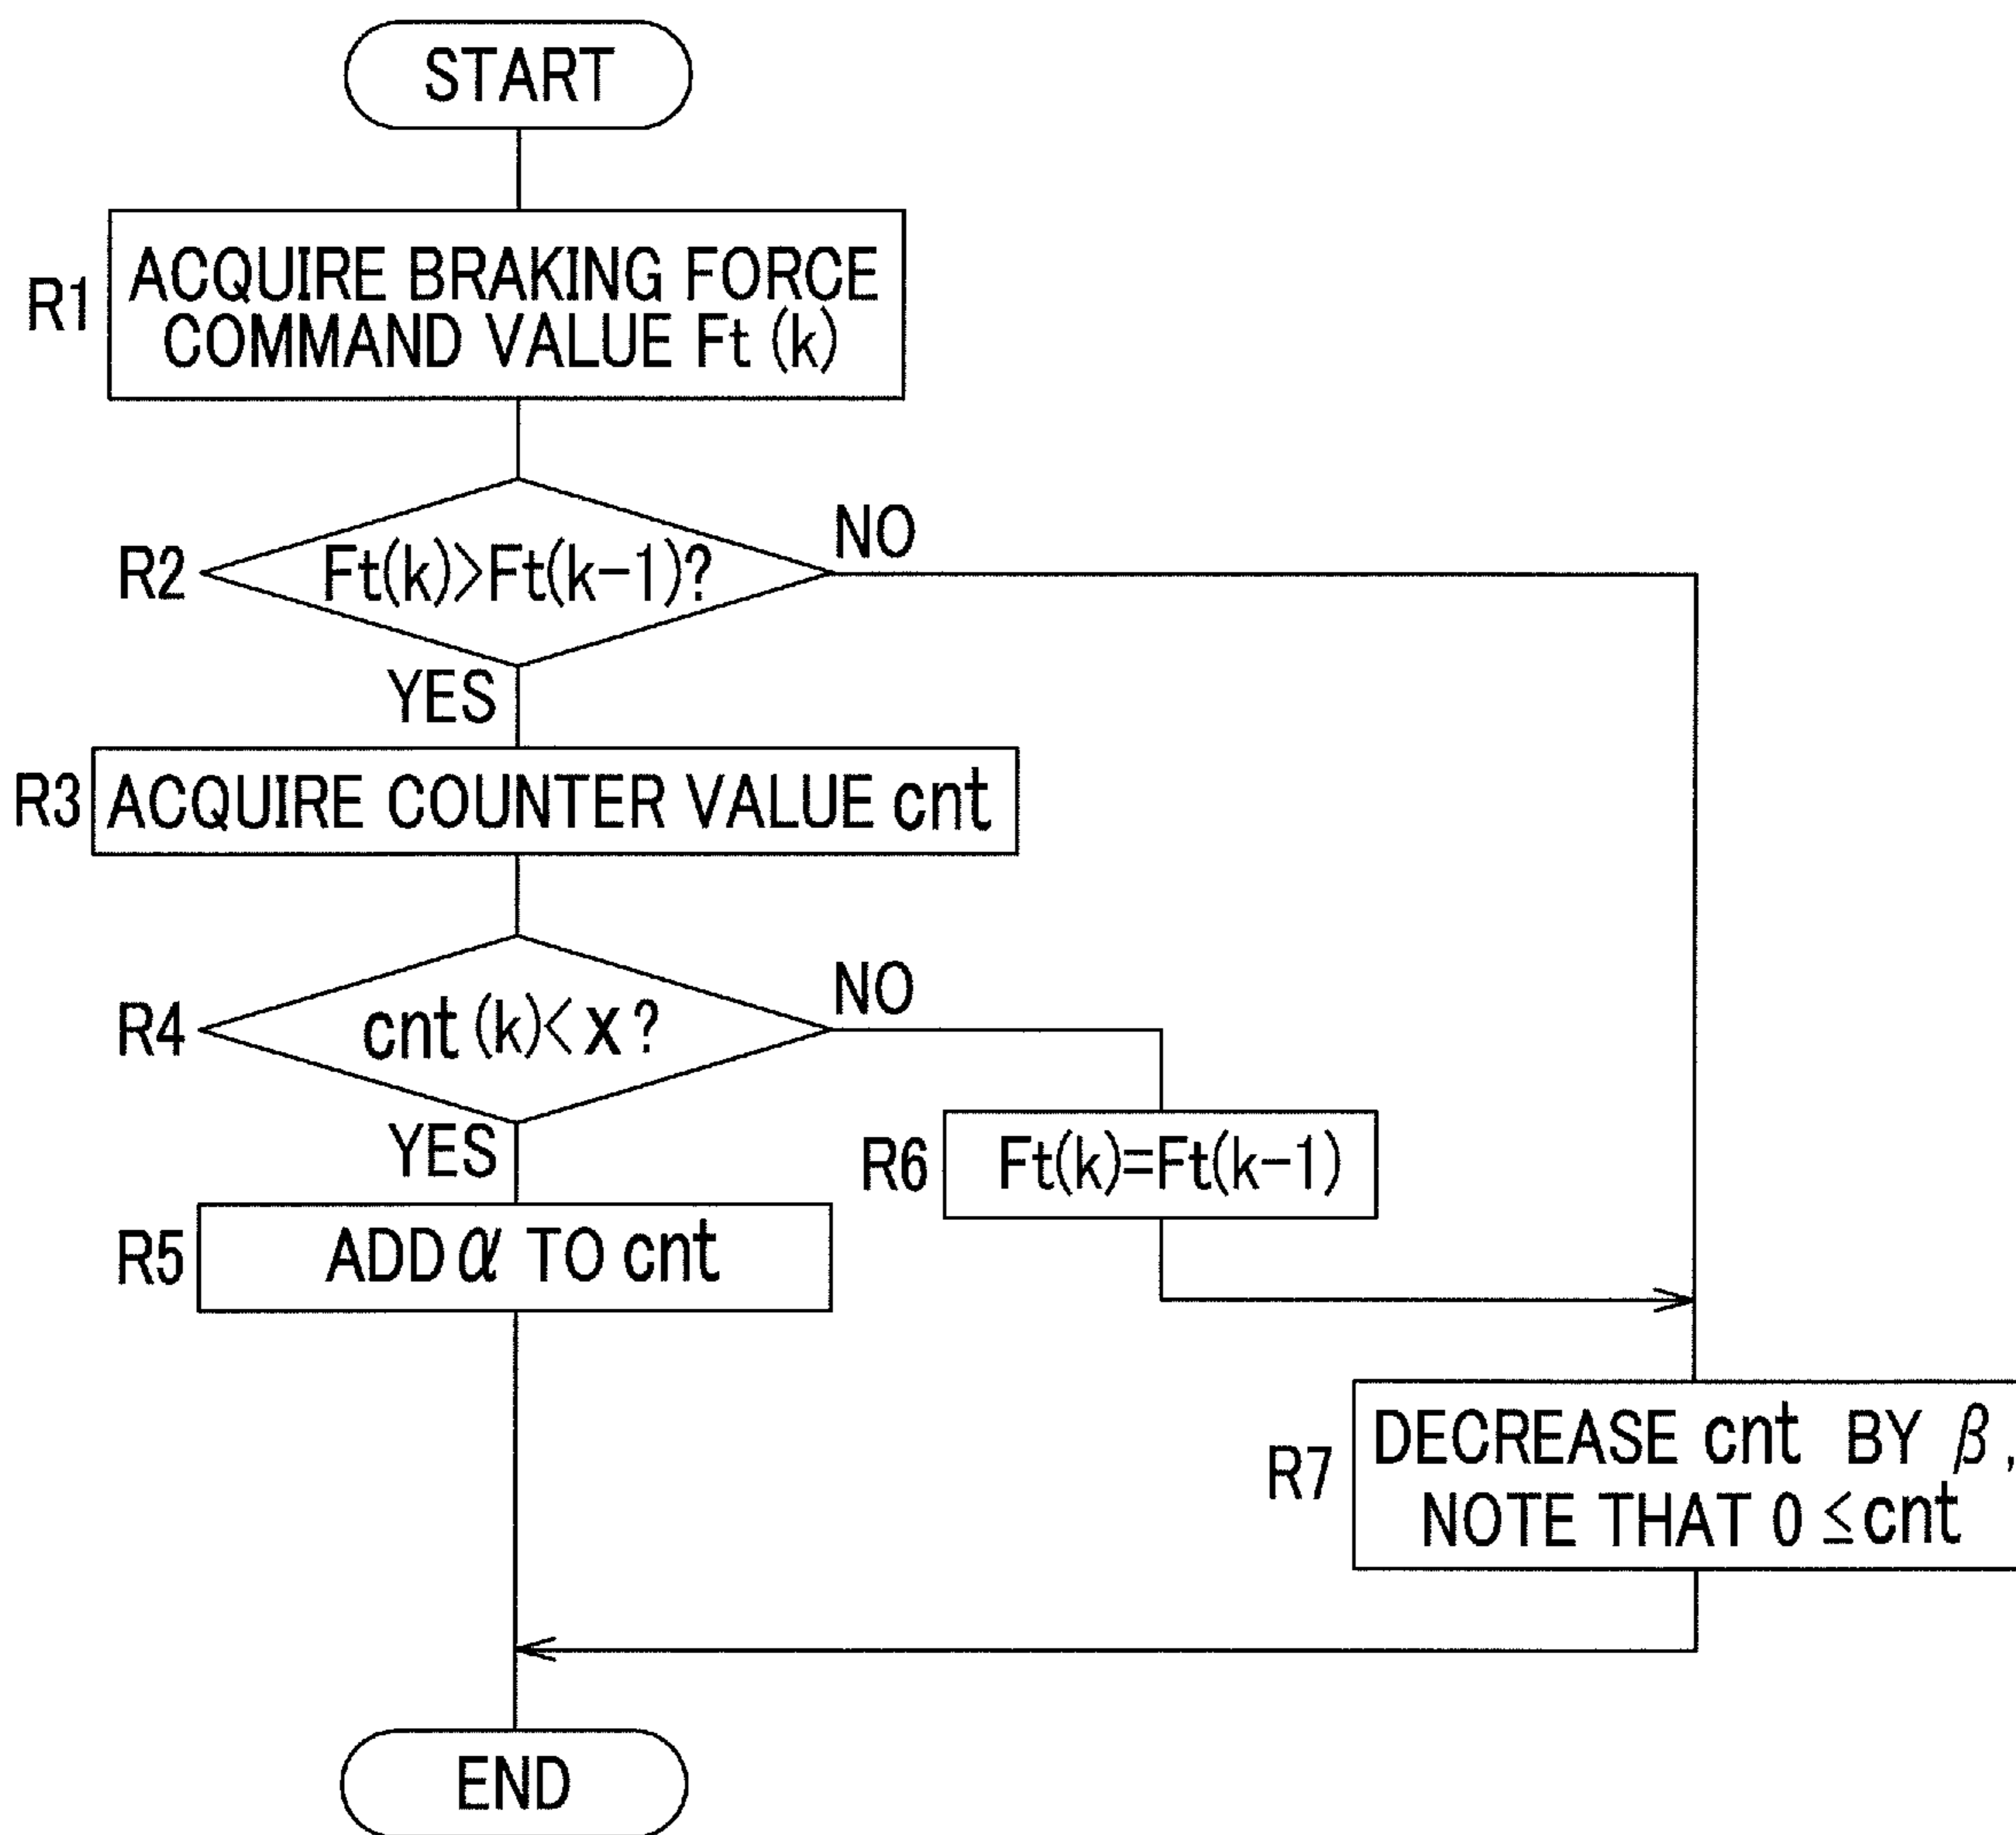 START
R1
ACQUIRE BRAKING FORCE
COMMAND VALUE Ft (k)
R2
Ft(k)>Ft(k-1)?
NO
YES
R3
ACQUIRE COUNTER VALUE cnt
R4
cnt (k)< x ?
NO
YES
R5
ADD α TO cnt
R6
Ft(k)=Ft(k-1)
R7
DECREASE cnt BY β,
NOTE THAT 0 ≤cnt
END